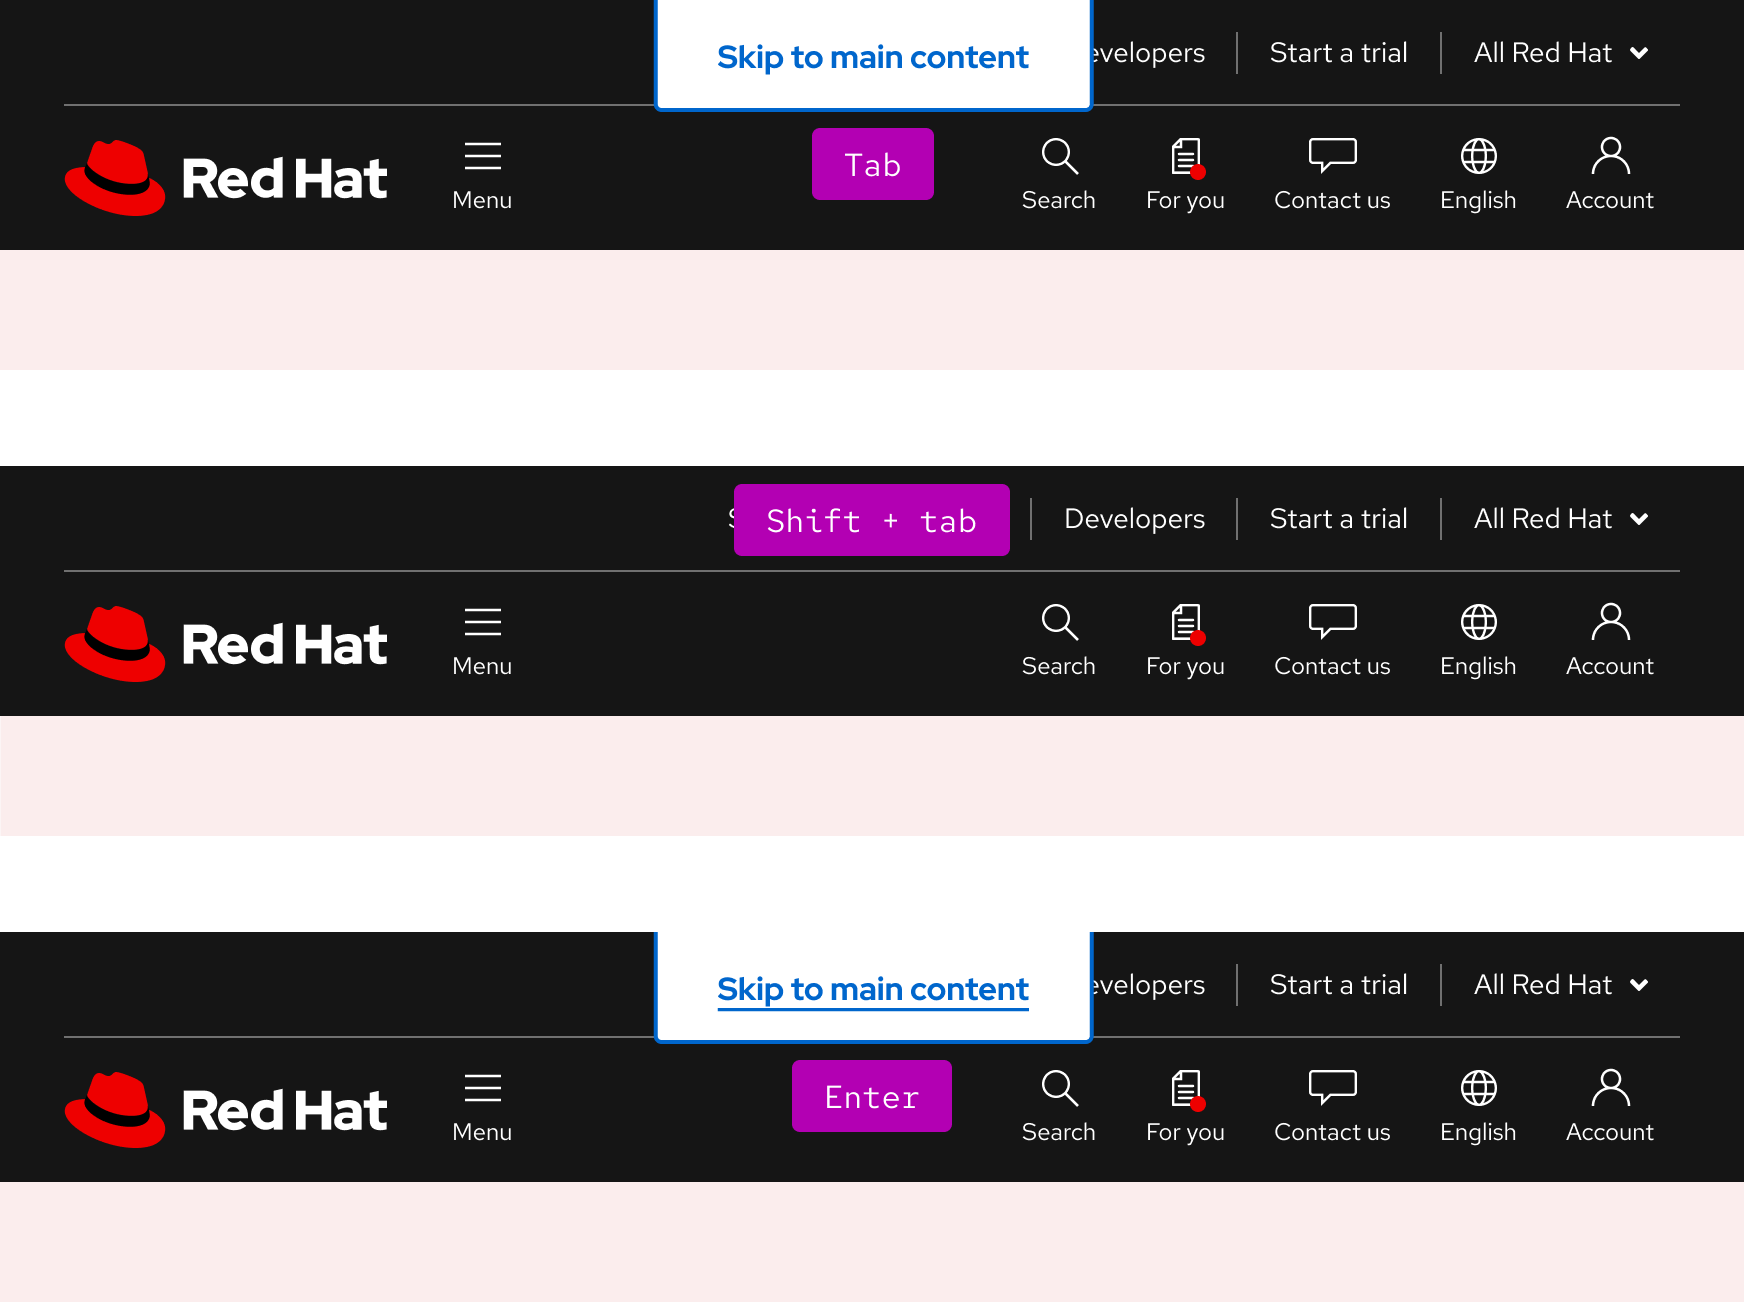 Skip to main content
evelopers
Start a trial
All Red Hat
Red Hat
Menu
Tab
Search
For you
Contact us
English
Account
Shift + tab
Developers
Start a trial
All Red Hat
Red Hat
Menu
Search
For you
Contact us
English
Account
Skip to main content
evelopers
Start a trial
All Red Hat
Red Hat
Menu
Enter
Search
For you
Contact us
English
Account